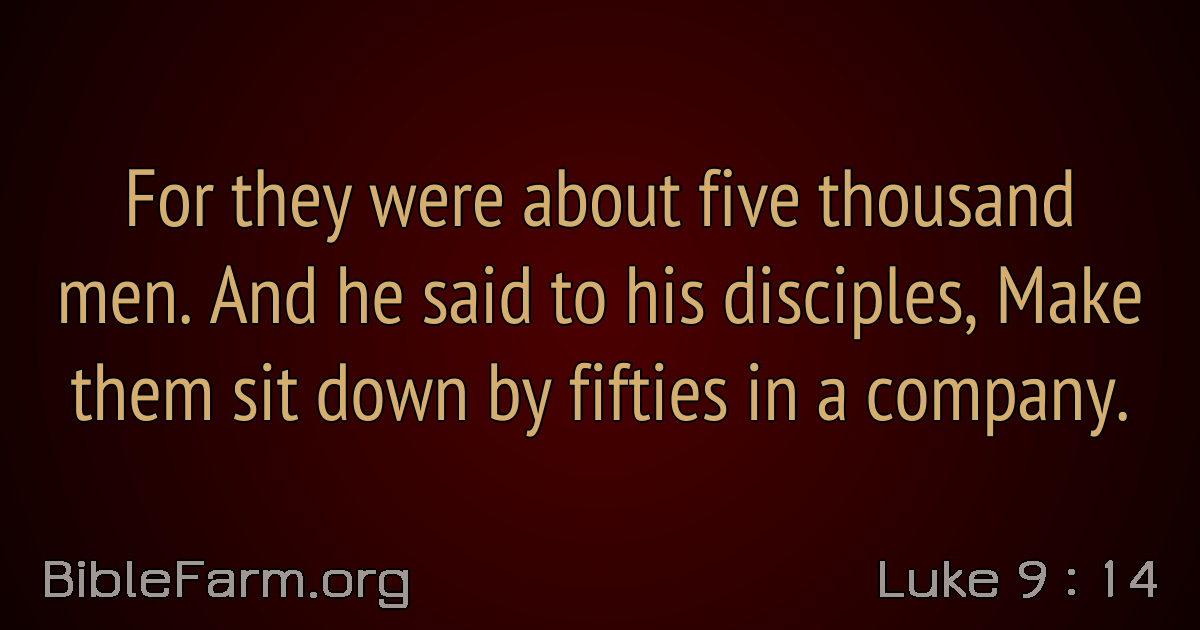 For they were about five thousand
men. And he said to his disciples, Make
them sit down by fifties in a company.
BibleFarm.org
Luke 9 : 14